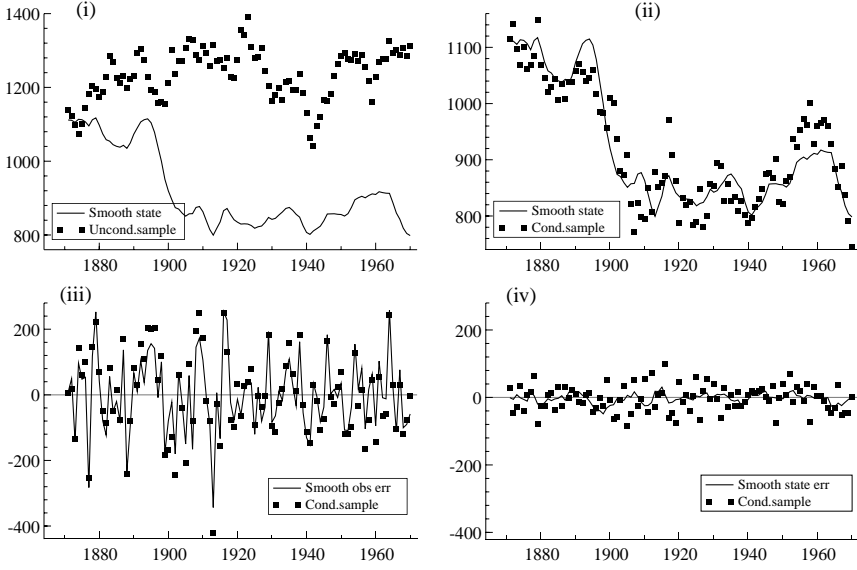 (i)
1400
1200
1000
800
Smooth state
Uncond.sample
1880 1900 1920 1940 1960
(ii)
1100
1000
900
800
Smooth state
Cond.sample
1880 1900 1920 1940 1960
(iii)
200
0
-200
-400
Smooth obs err
Cond.sample
1880 1900 1920 1940 1960
(iv)
200
0
-200
-400
Smooth state err
Cond.sample
1880 1900 1920 1940 1960